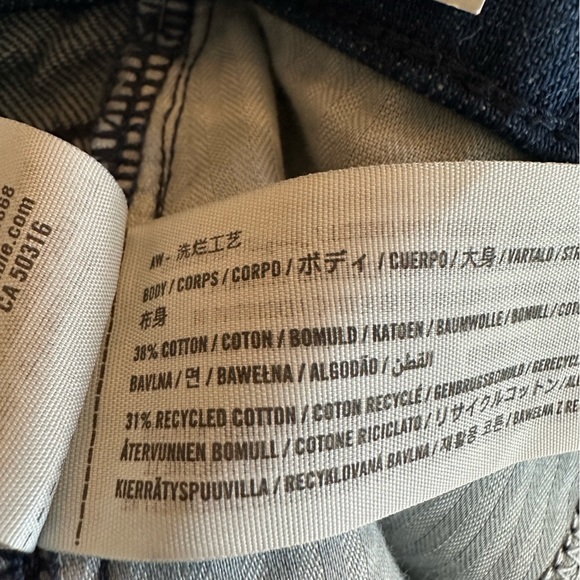 368
CA 50316
AW - 洗烂工艺
BODY / CORPS / CORPO / ボディ / CUERPO / 大身 / VARTALO /
布身
38% COTTON / COTON / BOMULD / KATOEN / BAUMWOLLE / BOMULL /
BAVLNA / 면 / BAWEŁNA / ALGODÃO / القطن
31% RECYCLED COTTON / COTON RECYCLÉ / GENBRUGSBOMULD /
ÅTERVUNNEN BOMULL / COTONE RICICLATO / リサイクルコットン /
KIERRÄTYSPUUVILLA / RECYKLOVANÁ BAVLNA / 재활용 코튼 / BAWEŁNA Z